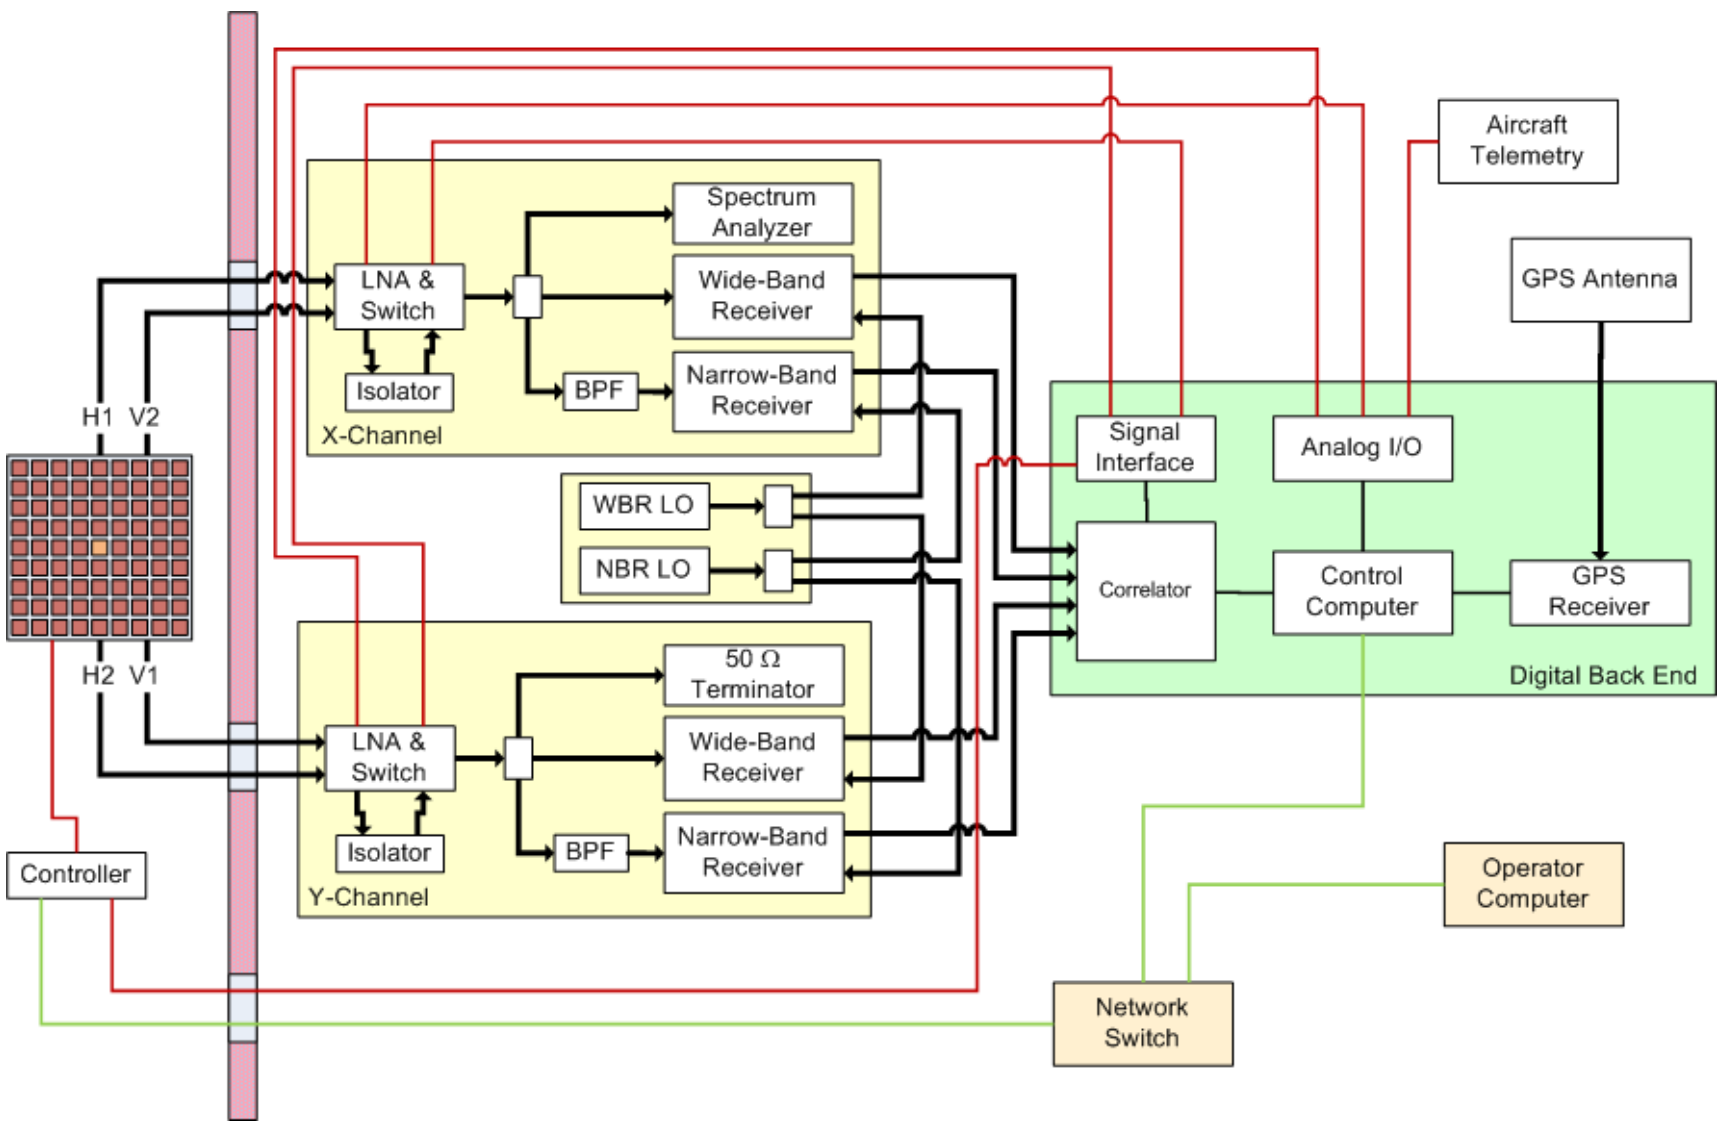 Aircraft
Telemetry
Spectrum
Analyzer
LNA &
Switch
Wide-Band
Receiver
GPS Antenna
Isolator
BPF
Narrow-Band
Receiver
H1 V2
X-Channel
Signal
Interface
Analog I/O
WBR LO
NBR LO
Correlator
Control
Computer
GPS
Receiver
H2 V1
50 Ω
Terminator
Digital Back End
LNA &
Switch
Wide-Band
Receiver
Isolator
BPF
Narrow-Band
Receiver
Controller
Y-Channel
Operator
Computer
Network
Switch